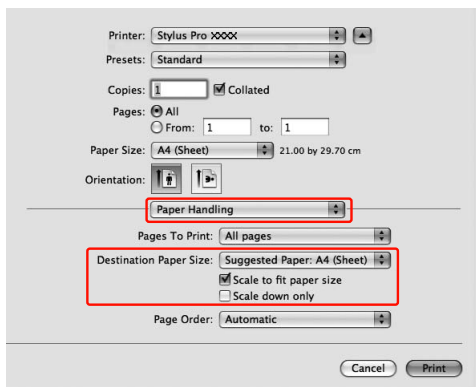 Printer: Stylus Pro XXXX
Presets: Standard
Copies: 1 Collated
Pages: All
From: 1 to: 1
Paper Size: A4 (Sheet) 21.00 by 29.70 cm
Orientation:
Paper Handling
Pages To Print: All pages
Destination Paper Size: Suggested Paper: A4 (Sheet)
Scale to fit paper size
Scale down only
Page Order: Automatic
Cancel Print